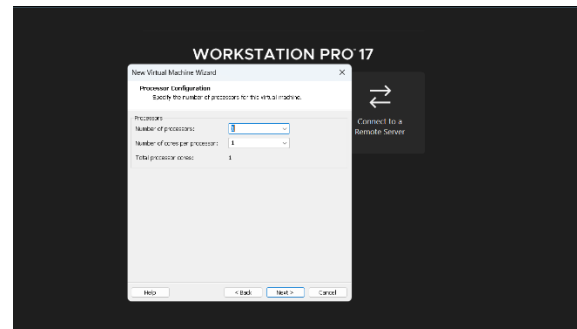 WORKSTATION PRO™ 17
New Virtual Machine Wizard
Processor Configuration
Specify the number of processors for this virtual machine.
Processors
Number of processors: 1
Number of cores per processor: 1
Total processor cores: 1
Connect to a
Remote Server
Help < Back Next > Cancel